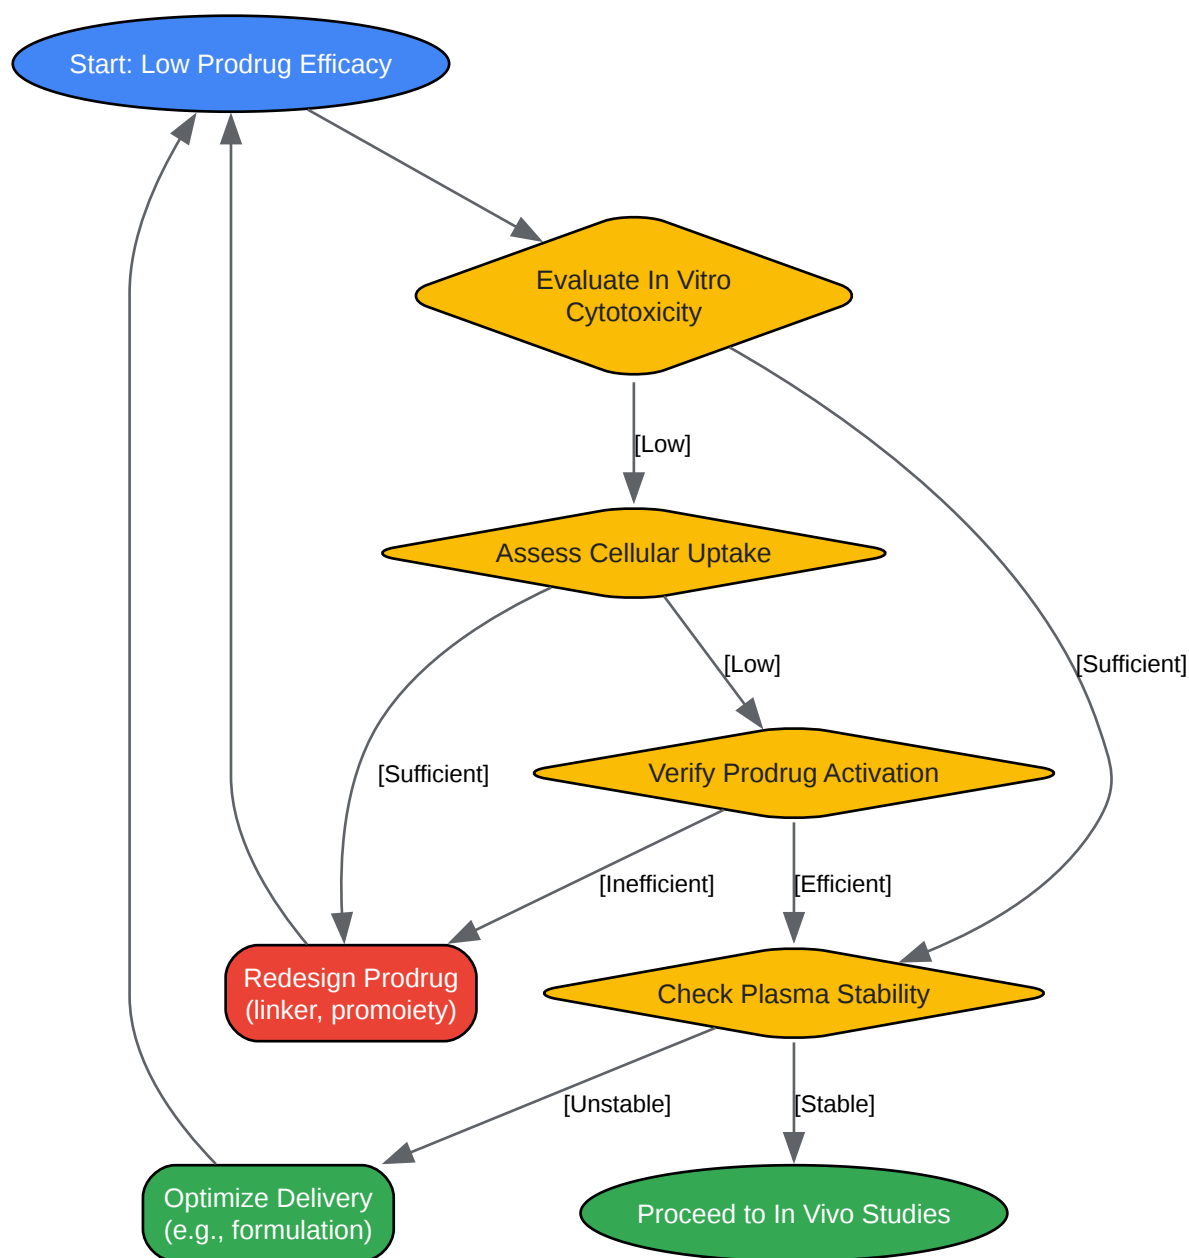 Start: Low Prodrug Efficacy
Evaluate In Vitro
Cytotoxicity
[Low]
Assess Cellular Uptake
[Low]
[Sufficient]
[Sufficient]
Verify Prodrug Activation
[Inefficient]
[Efficient]
Redesign Prodrug
(linker, promoiety)
Check Plasma Stability
[Unstable]
[Stable]
Optimize Delivery
(e.g., formulation)
Proceed to In Vivo Studies